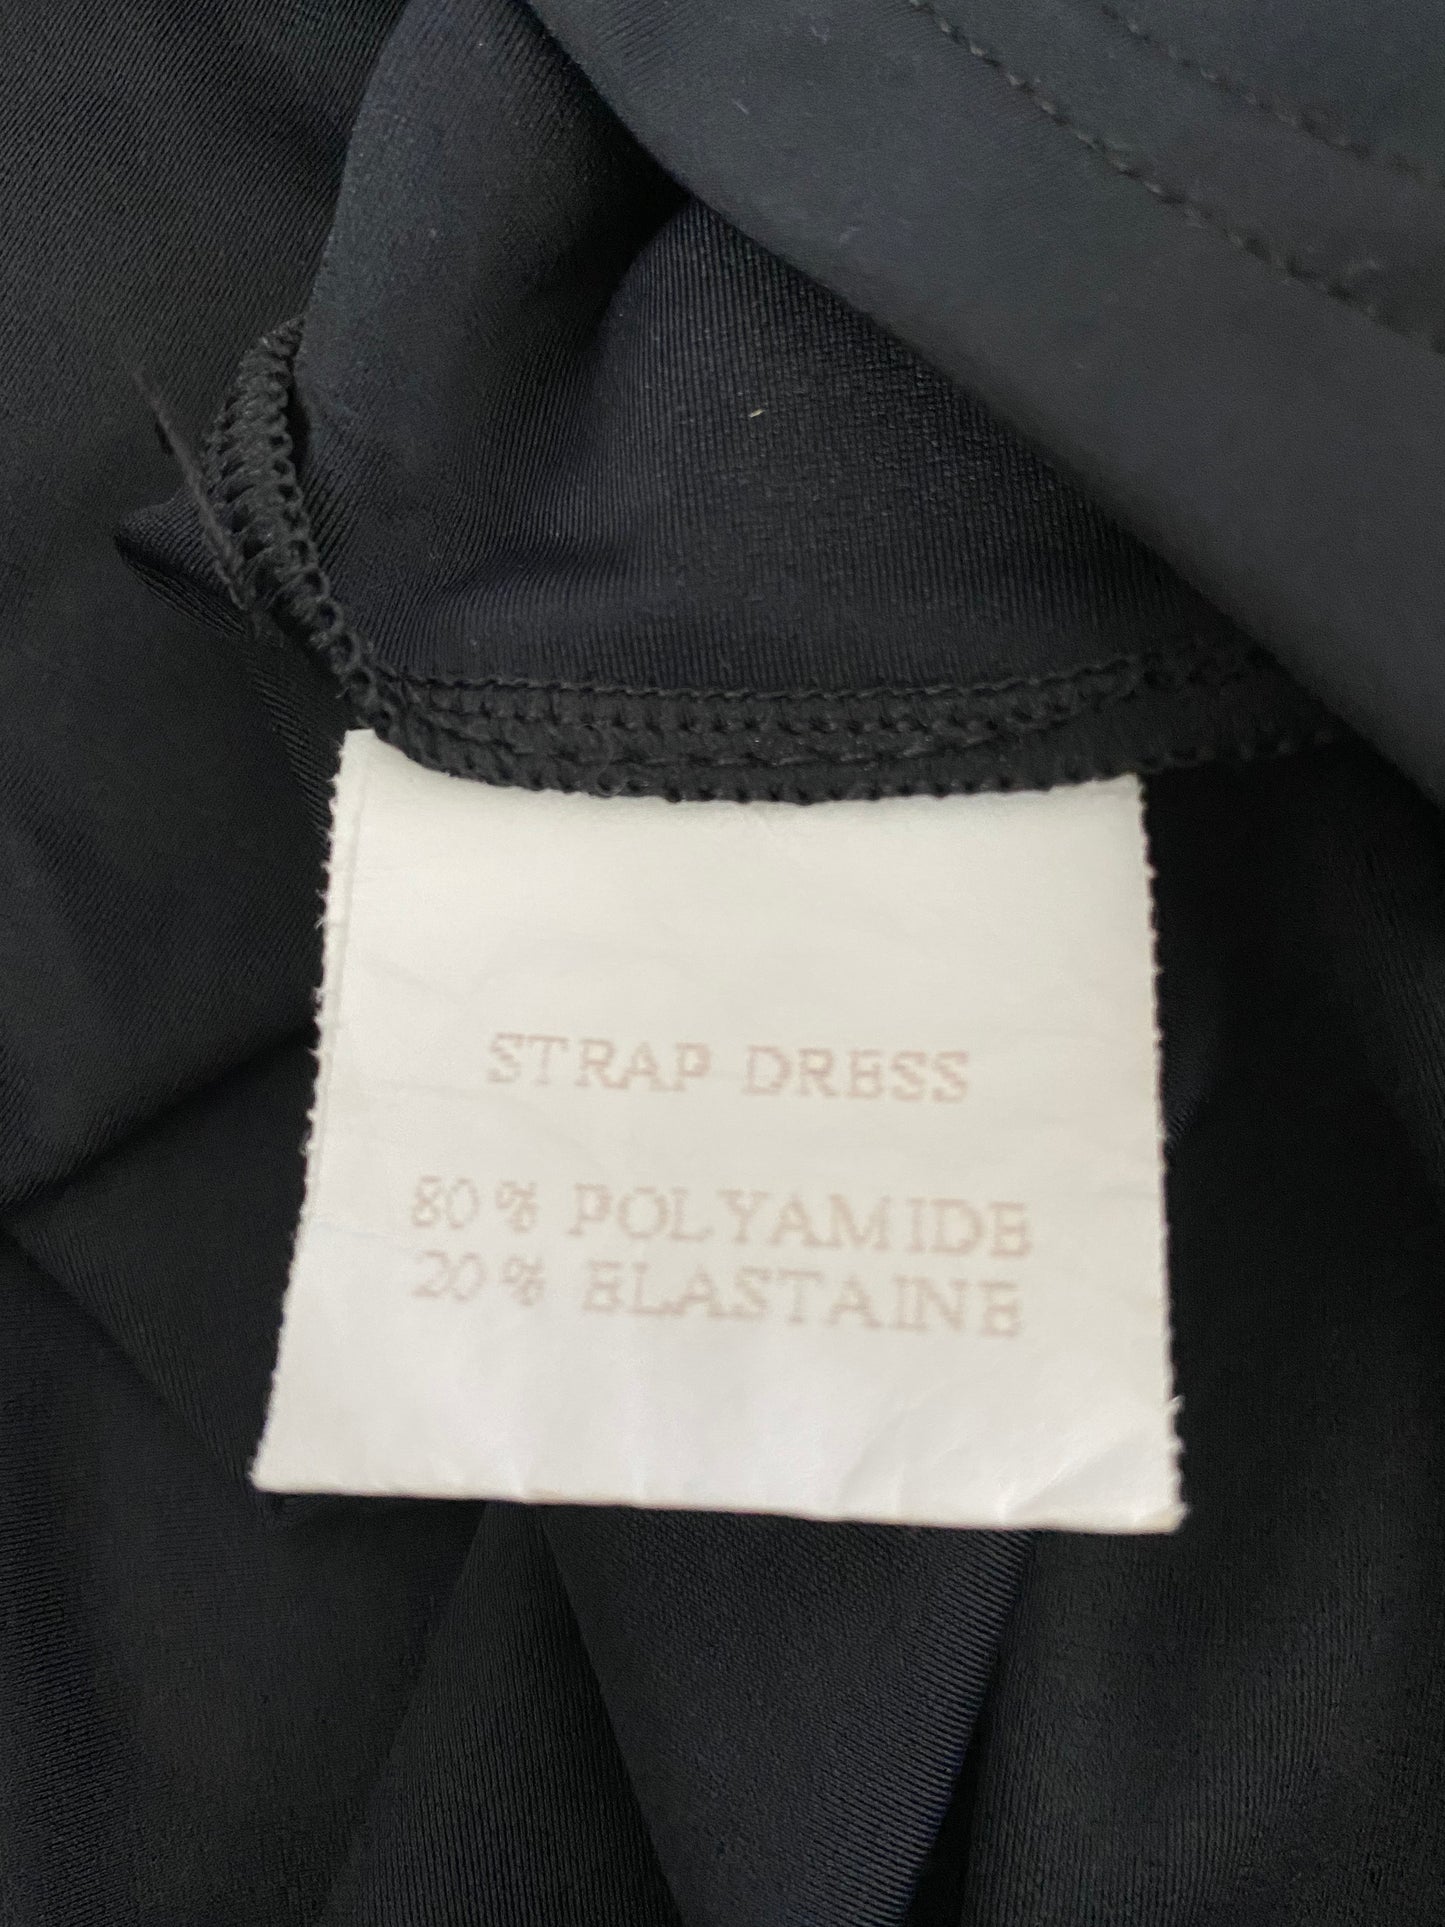 STRAP DRESS
80 % POLYAMIDE
20 % ELASTAINE